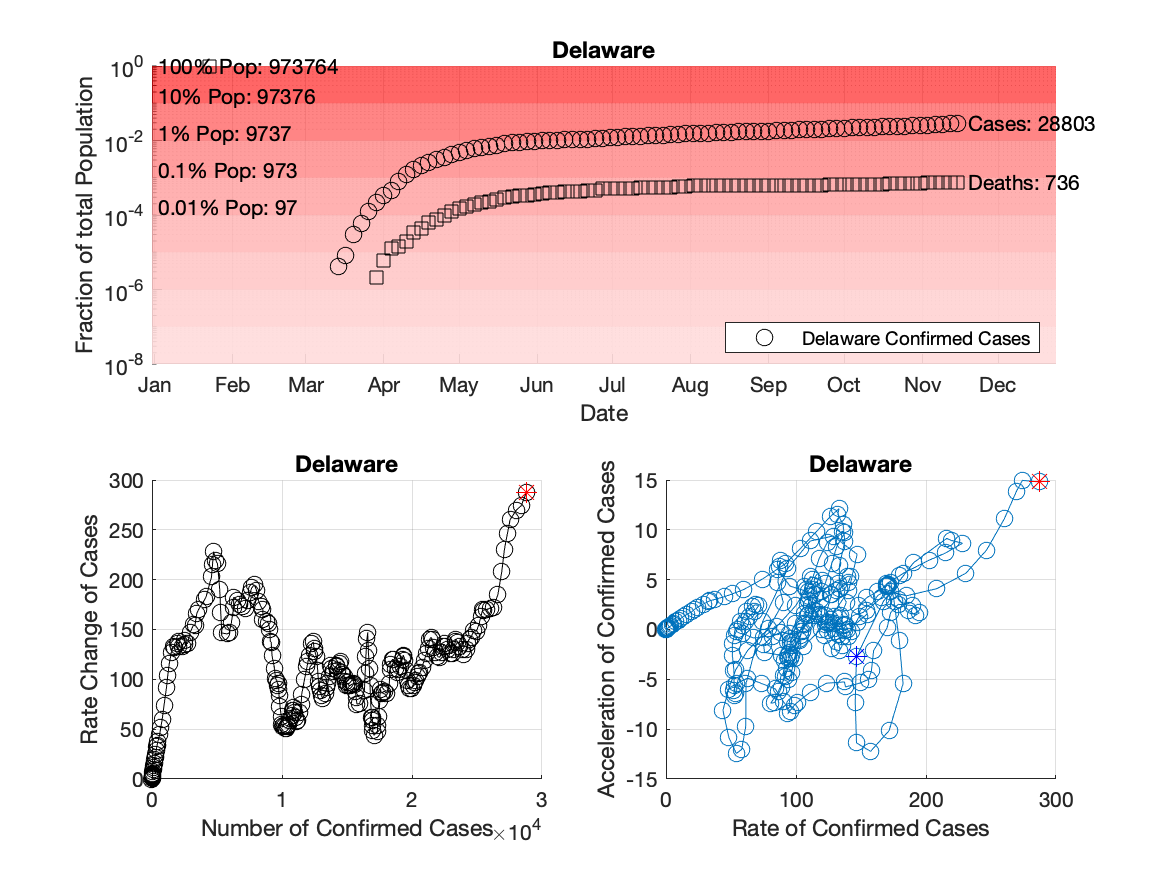 Delaware
Fraction of total Population
10^0
10^-2
10^-4
10^-6
10^-8
100% Pop: 973764
10% Pop: 97376
1% Pop: 9737
0.1% Pop: 973
0.01% Pop: 97
Cases: 28803
Deaths: 736
Delaware Confirmed Cases
Jan Feb Mar Apr May Jun Jul Aug Sep Oct Nov Dec
Date
Delaware
Rate Change of Cases
300
250
200
150
100
50
0
0 1 2 3
Number of Confirmed Cases ×10^4
Delaware
Acceleration of Confirmed Cases
15
10
5
0
-5
-10
-15
0 100 200 300
Rate of Confirmed Cases